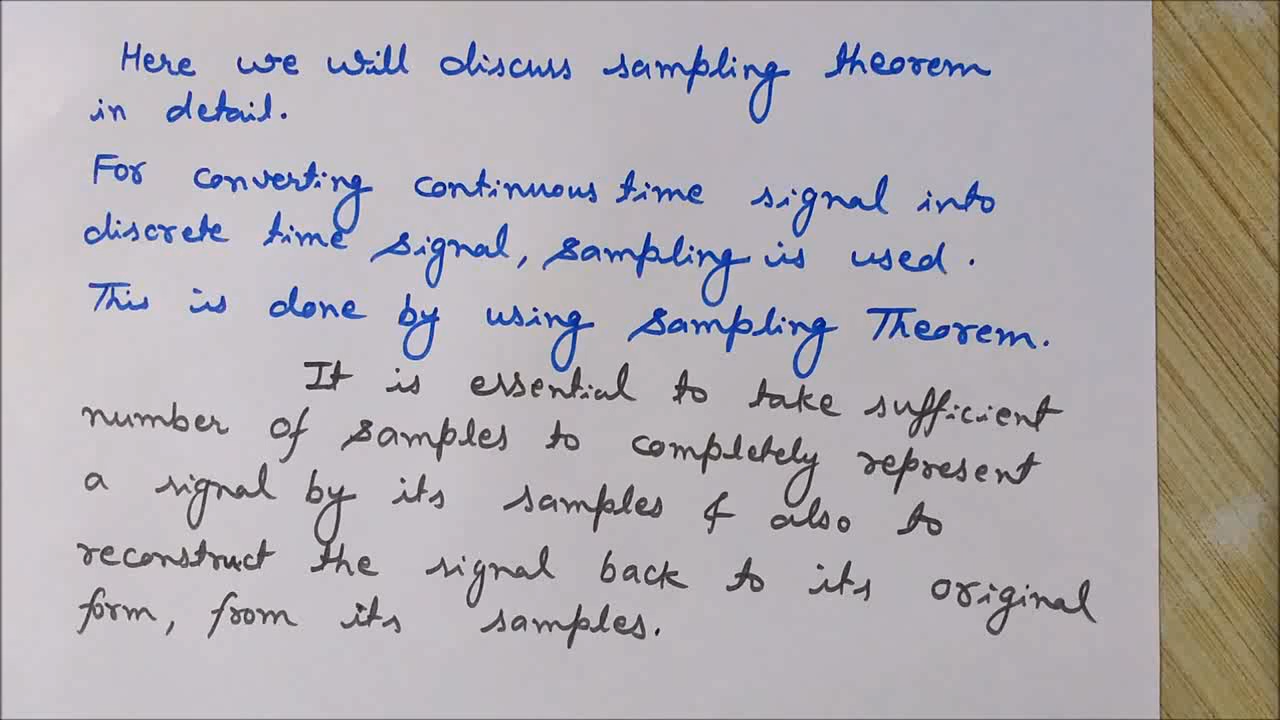 Here we will discuss sampling theorem
in detail.
For converting continuous time signal into
discrete time signal, sampling is used.
This is done by using Sampling Theorem.
It is essential to take sufficient
number of samples to completely represent
a signal by its samples & also to
reconstruct the signal back to its original
form, from its samples.